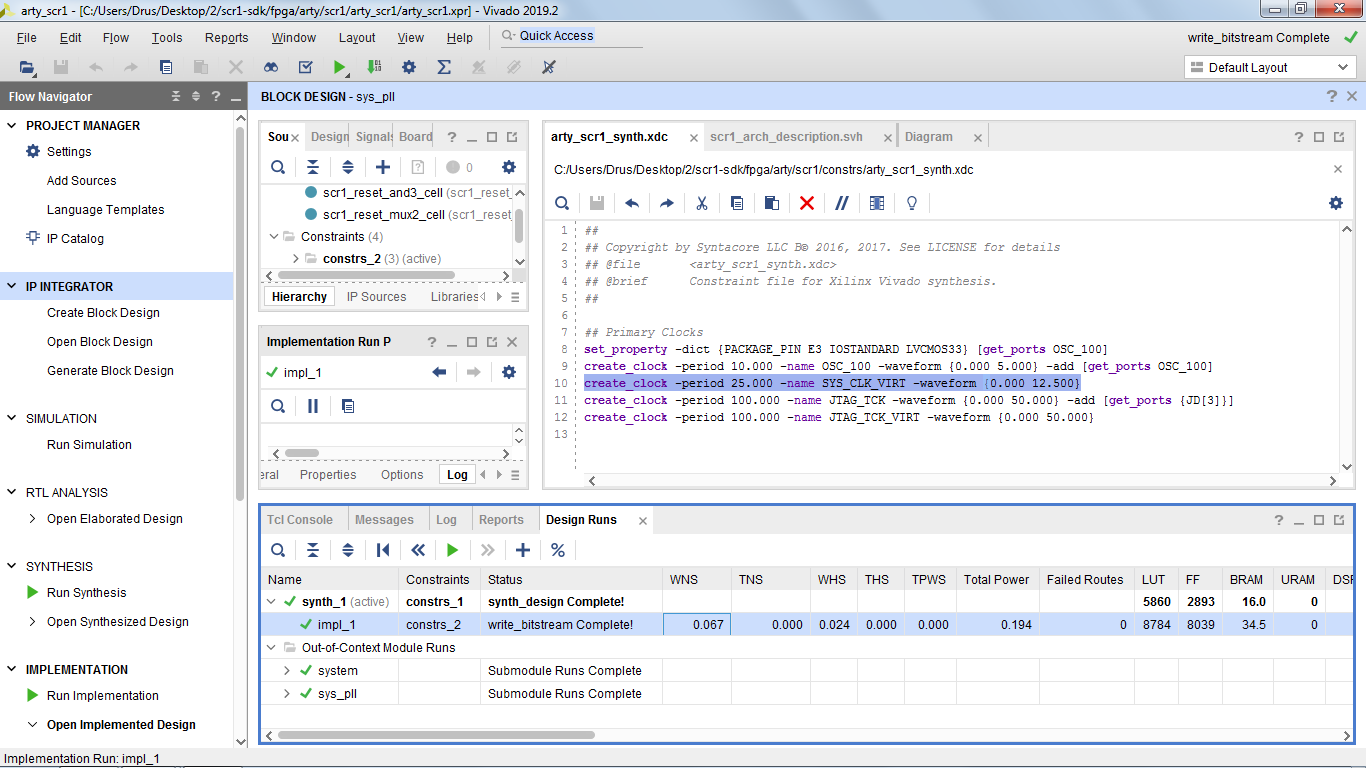 arty_scr1 - [C:/Users/Drus/Desktop/2/scr1-sdk/fpga/arty/scr1/arty_scr1/arty_scr1.xpr] - Vivado 2019.2
File Edit Flow Tools Reports Window Layout View Help Quick Access write_bitstream Complete
Default Layout
Flow Navigator
PROJECT MANAGER
Settings
Add Sources
Language Templates
IP Catalog
IP INTEGRATOR
Create Block Design
Open Block Design
Generate Block Design
SIMULATION
Run Simulation
RTL ANALYSIS
Open Elaborated Design
SYNTHESIS
Run Synthesis
Open Synthesized Design
IMPLEMENTATION
Run Implementation
Open Implemented Design
BLOCK DESIGN - sys_pll
Sou Design Signals Board
0
scr1_reset_and3_cell (scr1_reset_
scr1_reset_mux2_cell (scr1_reset
Constraints (4)
constrs_2 (3) (active)
Hierarchy IP Sources Libraries
Implementation Run P
impl_1
eral Properties Options Log
arty_scr1_synth.xdc scr1_arch_description.svh Diagram
C:/Users/Drus/Desktop/2/scr1-sdk/fpga/arty/scr1/constrs/arty_scr1_synth.xdc
1 ##
2 ## Copyright by Syntacore LLC В© 2016, 2017. See LICENSE for details
3 ## @file <arty_scr1_synth.xdc>
4 ## @brief Constraint file for Xilinx Vivado synthesis.
5 ##
6
7 ## Primary Clocks
8 set_property -dict {PACKAGE_PIN E3 IOSTANDARD LVCMOS33} [get_ports OSC_100]
9 create_clock -period 10.000 -name OSC_100 -waveform {0.000 5.000} -add [get_ports OSC_100]
10 create_clock -period 25.000 -name SYS_CLK_VIRT -waveform {0.000 12.500}
11 create_clock -period 100.000 -name JTAG_TCK -waveform {0.000 50.000} -add [get_ports {JD[3]}]
12 create_clock -period 100.000 -name JTAG_TCK_VIRT -waveform {0.000 50.000}
13
Tcl Console Messages Log Reports Design Runs
Name Constraints Status WNS TNS WHS THS TPWS Total Power Failed Routes LUT FF BRAM URAM DSP
synth_1 (active) constrs_1 synth_design Complete! 5860 2893 16.0 0
impl_1 constrs_2 write_bitstream Complete! 0.067 0.000 0.024 0.000 0.000 0.194 0 8784 8039 34.5 0
Out-of-Context Module Runs
system Submodule Runs Complete
sys_pll Submodule Runs Complete
Implementation Run: impl_1